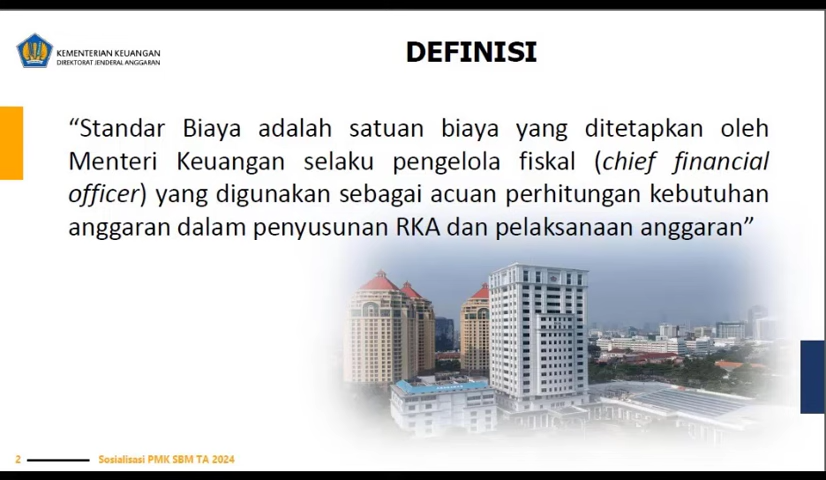 KEMENTERIAN KEUANGAN
DIREKTORAT JENDERAL ANGGARAN
DEFINISI
“Standar Biaya adalah satuan biaya yang ditetapkan oleh
Menteri Keuangan selaku pengelola fiskal (chief financial
officer) yang digunakan sebagai acuan perhitungan kebutuhan
anggaran dalam penyusunan RKA dan pelaksanaan anggaran”
2
Sosialisasi PMK SBM TA 2024